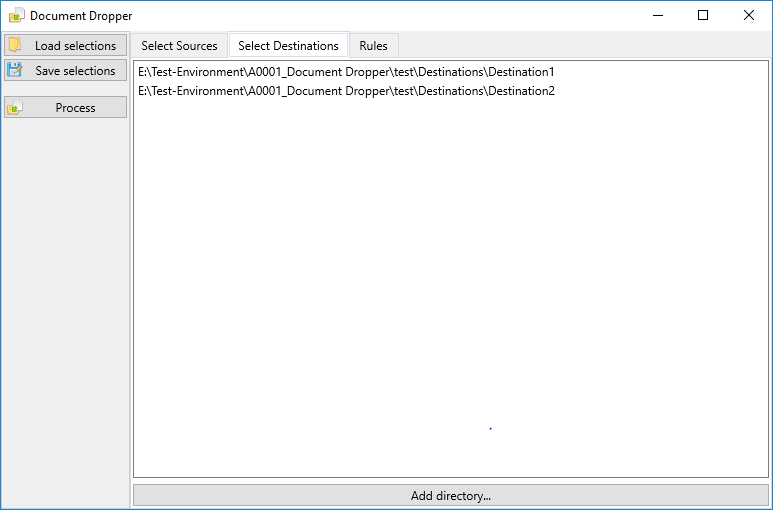 Document Dropper
Load selections
Save selections
Process
Select Sources
Select Destinations
Rules
E:\Test-Environment\A0001_Document Dropper\test\Destinations\Destination1
E:\Test-Environment\A0001_Document Dropper\test\Destinations\Destination2
Add directory...